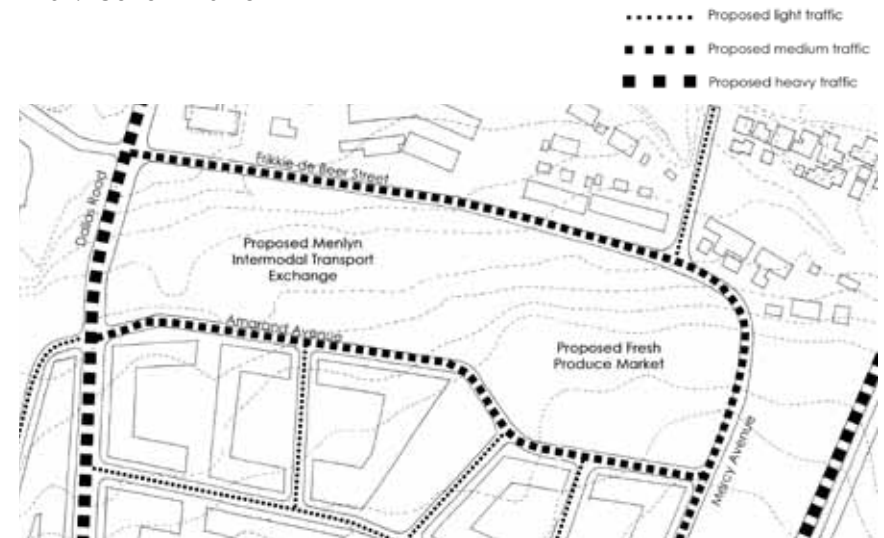 Proposed light traffic
Proposed medium traffic
Proposed heavy traffic
Frikkie de Beer Street
Dallas Road
Proposed Menlyn
Intermodal Transport
Exchange
Amarand Avenue
Proposed Fresh
Produce Market
Mercy Avenue